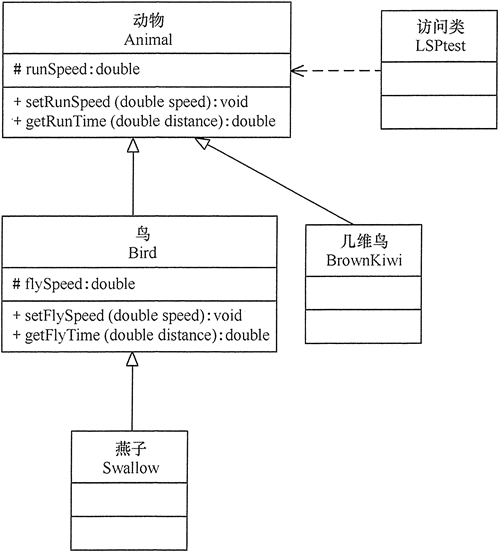 动物
Animal
# runSpeed:double
+ setRunSpeed (double speed):void
+ getRunTime (double distance):double
访问类
LSPtest
鸟
Bird
# flySpeed:double
+ setFlySpeed (double speed):void
+ getFlyTime (double distance):double
几维鸟
BrownKiwi
燕子
Swallow